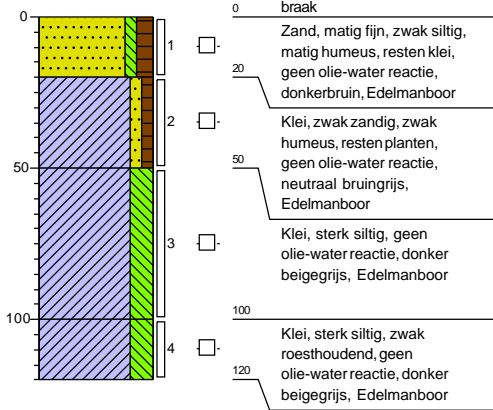 0
50
100
1
2
3
4
0 braak
Zand, matig fijn, zwak siltig,
matig humeus, resten klei,
geen olie-water reactie,
donkerbruin, Edelmanboor
20
Klei, zwak zandig, zwak
humeus, resten planten,
geen olie-water reactie,
neutraal bruingrijs,
Edelmanboor
50
Klei, sterk siltig, geen
olie-water reactie, donker
beigegrijs, Edelmanboor
100
Klei, sterk siltig, zwak
roesthoudend, geen
olie-water reactie, donker
beigegrijs, Edelmanboor
120